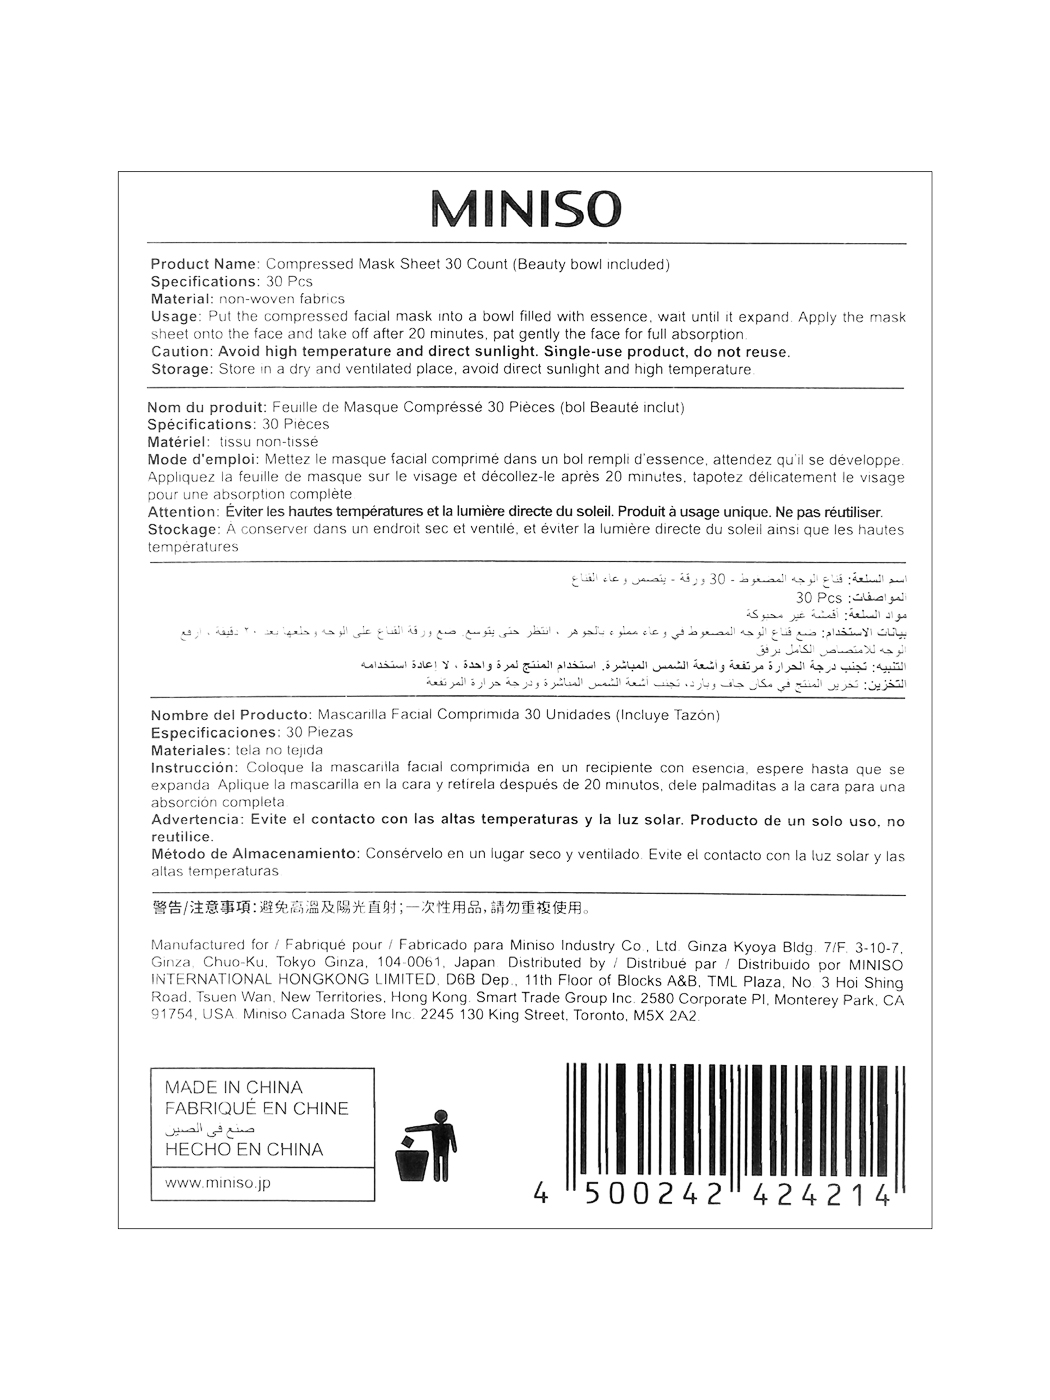 MINISO
Product Name: Compressed Mask Sheet 30 Count (Beauty bowl included)
Specifications: 30 Pcs
Material: non-woven fabrics
Usage: Put the compressed facial mask into a bowl filled with essence, wait until it expand. Apply the mask
sheet onto the face and take off after 20 minutes, pat gently the face for full absorption.
Caution: Avoid high temperature and direct sunlight. Single-use product, do not reuse.
Storage: Store in a dry and ventilated place, avoid direct sunlight and high temperature.
Nom du produit: Feuille de Masque Compréssé 30 Pièces (bol Beauté inclut)
Spécifications: 30 Pièces
Matériel: tissu non-tissé
Mode d'emploi: Mettez le masque facial comprimé dans un bol rempli d'essence, attendez qu'il se développe.
Appliquez la feuille de masque sur le visage et décollez-le après 20 minutes, tapotez délicatement le visage
pour une absorption complète
Attention: Éviter les hautes températures et la lumière directe du soleil. Produit à usage unique. Ne pas réutiliser.
Stockage: À conserver dans un endroit sec et ventilé, et éviter la lumière directe du soleil ainsi que les hautes
températures
اسم السلعة: قناع الوجه المضغوط - 30 ورقة - يتضمن وعاء القناع
المواصفات: 30 Pcs
مواد السلعة: أقمشة غير محبوكة
بيانات الاستخدام: ضع قناع الوجه المضغوط في وعاء مملوء بالجوهر ، انتظر حتى يتوسع. ضع ورقة القناع على الوجه وخلعها بعد ٢٠ دقيقة ، ارفع
الوجه للامتصاص الكامل برفق
التنبيه: تجنب درجة الحرارة مرتفعة وأشعة الشمس المباشرة. استخدام المنتج لمرة واحدة ، لا إعادة استخدامه
التخزين: تخزين المنتج في مكان جاف وبارد، تجنب أشعة الشمس المباشرة ودرجة حرارة المرتفعة
Nombre del Producto: Mascarilla Facial Comprimida 30 Unidades (Incluye Tazón)
Especificaciones: 30 Piezas
Materiales: tela no tejida
Instrucción: Coloque la mascarilla facial comprimida en un recipiente con esencia, espere hasta que se
expanda. Aplique la mascarilla en la cara y retirela después de 20 minutos, dele palmaditas a la cara para una
absorción completa
Advertencia: Evite el contacto con las altas temperaturas y la luz solar. Producto de un solo uso, no
reutilice.
Método de Almacenamiento: Consérvelo en un lugar seco y ventilado. Evite el contacto con la luz solar y las
altas temperaturas.
警告/注意事項:避免高溫及陽光直射;一次性用品,請勿重複使用。
Manufactured for / Fabriqué pour / Fabricado para Miniso Industry Co., Ltd. Ginza Kyoya Bldg. 7/F. 3-10-7,
Ginza, Chuo-Ku, Tokyo Ginza, 104-0061, Japan. Distributed by / Distribué par / Distribuido por MINISO
INTERNATIONAL HONGKONG LIMITED, D6B Dep., 11th Floor of Blocks A&B, TML Plaza, No. 3 Hoi Shing
Road, Tsuen Wan, New Territories, Hong Kong. Smart Trade Group Inc. 2580 Corporate Pl, Monterey Park, CA
91754, USA. Miniso Canada Store Inc. 2245 130 King Street, Toronto, M5X 2A2.
MADE IN CHINA
FABRIQUÉ EN CHINE
صنع في الصين
HECHO EN CHINA
www.miniso.jp
4 500242 424214